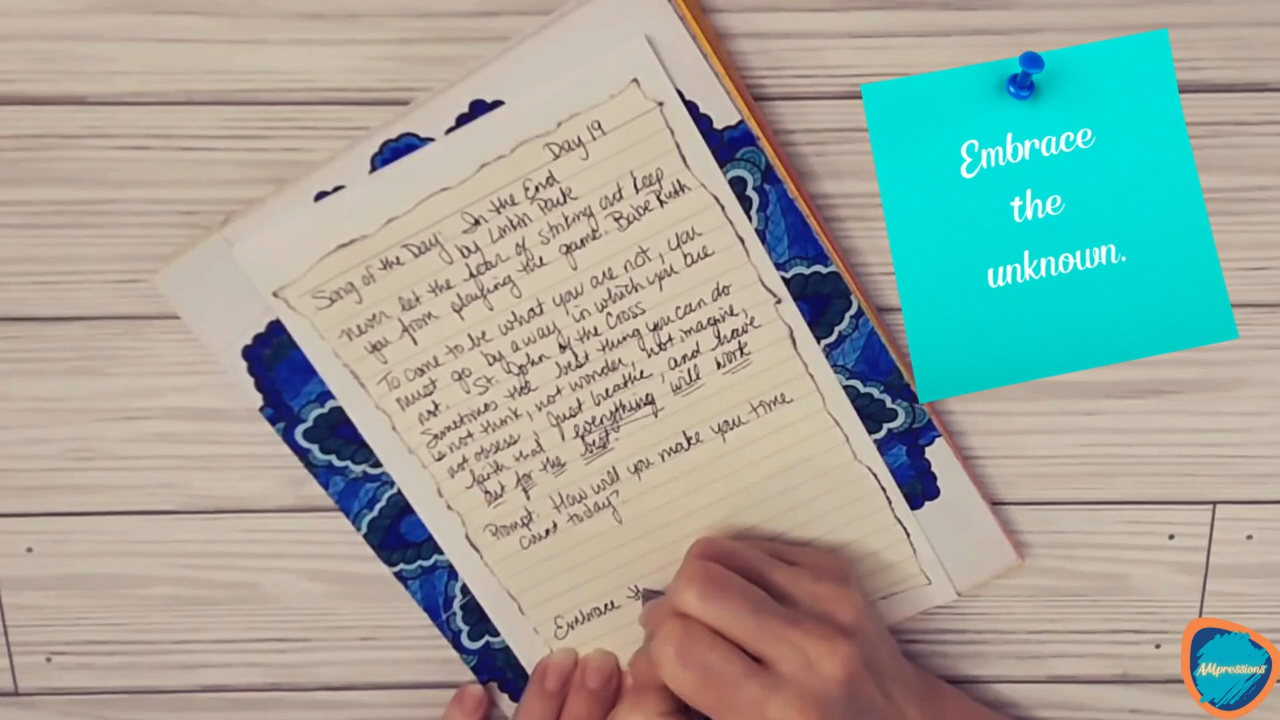 Day 19
Song of the Day: In the End
by Linkin Park
never let the fear of striking out keep
you from playing the game. Babe Ruth
To come to be what you are not, you
must go by a way in which you are
not. St. John of the Cross
Sometimes the best thing you can do
is not think, not wonder, not imagine,
not obsess, just breathe, and have
faith that everything will work
out for the best.
Prompt: How will you make you time
count today?
Embrace th
Embrace
the
unknown.
AMpressions